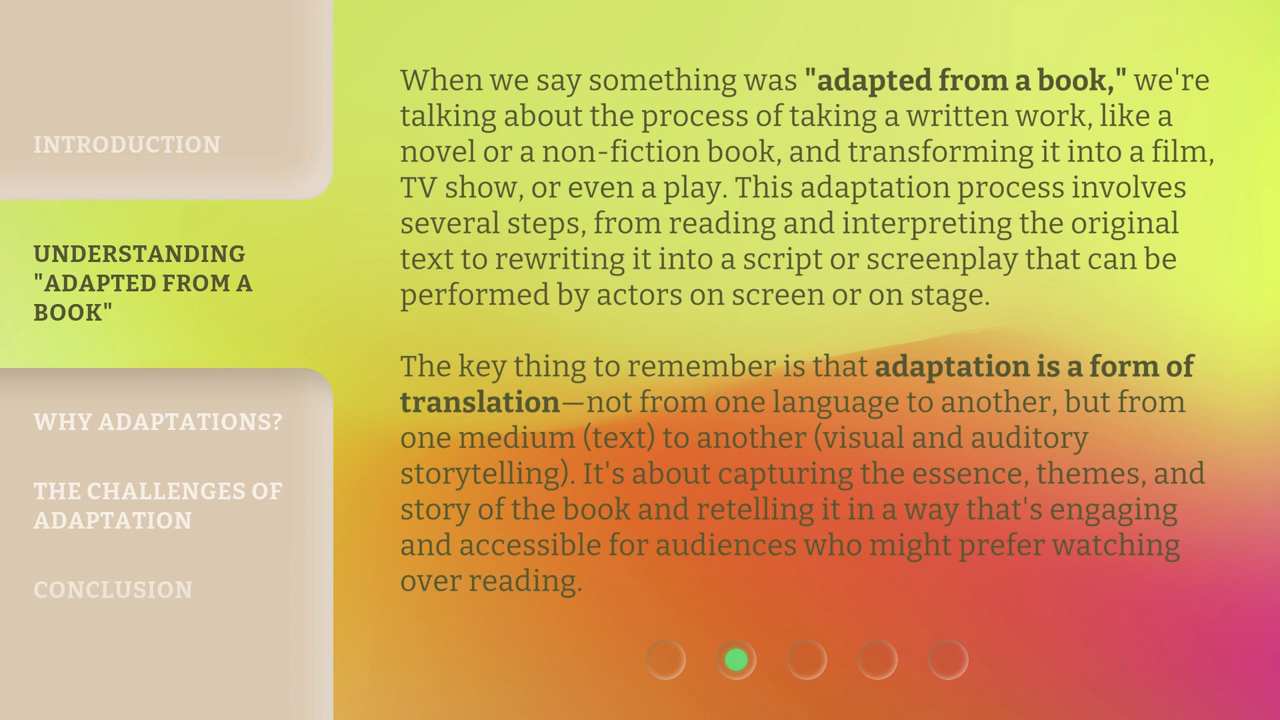 INTRODUCTION
UNDERSTANDING
"ADAPTED FROM A
BOOK"
WHY ADAPTATIONS?
THE CHALLENGES OF
ADAPTATION
CONCLUSION
When we say something was "adapted from a book," we're
talking about the process of taking a written work, like a
novel or a non-fiction book, and transforming it into a film,
TV show, or even a play. This adaptation process involves
several steps, from reading and interpreting the original
text to rewriting it into a script or screenplay that can be
performed by actors on screen or on stage.
The key thing to remember is that adaptation is a form of
translation—not from one language to another, but from
one medium (text) to another (visual and auditory
storytelling). It's about capturing the essence, themes, and
story of the book and retelling it in a way that's engaging
and accessible for audiences who might prefer watching
over reading.